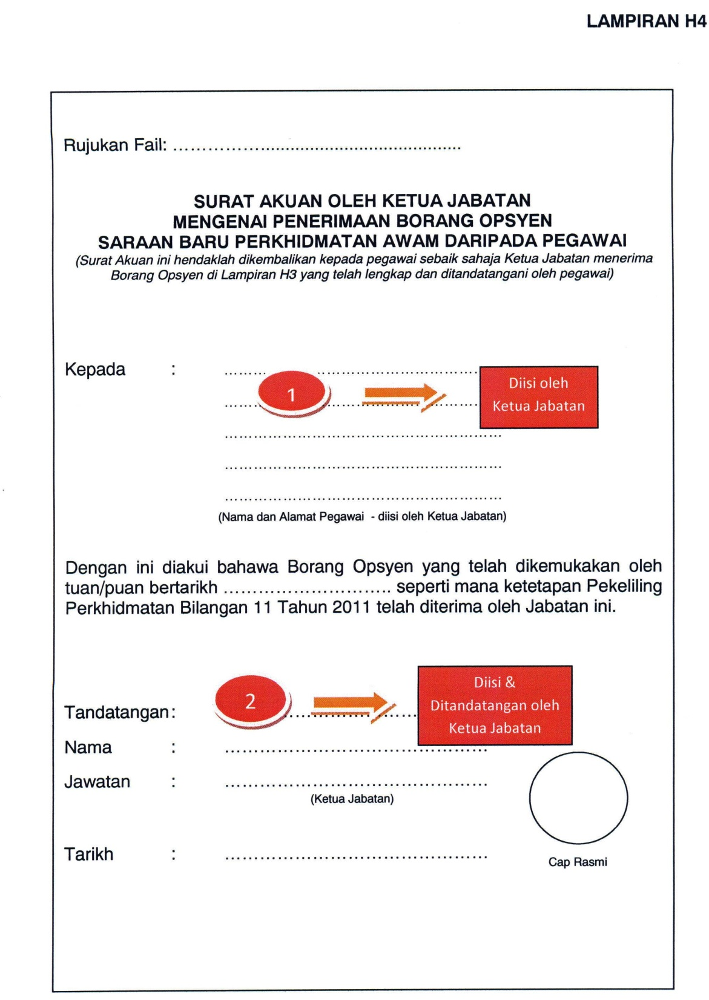 LAMPIRAN H4
Rujukan Fail: ............................................................
SURAT AKUAN OLEH KETUA JABATAN
MENGENAI PENERIMAAN BORANG OPSYEN
SARAAN BARU PERKHIDMATAN AWAM DARIPADA PEGAWAI
(Surat Akuan ini hendaklah dikembalikan kepada pegawai sebaik sahaja Ketua Jabatan menerima
Borang Opsyen di Lampiran H3 yang telah lengkap dan ditandatangani oleh pegawai)
Kepada :
1
Diisi oleh
Ketua Jabatan
(Nama dan Alamat Pegawai - diisi oleh Ketua Jabatan)
Dengan ini diakui bahawa Borang Opsyen yang telah dikemukakan oleh
tuan/puan bertarikh ............................. seperti mana ketetapan Pekeliling
Perkhidmatan Bilangan 11 Tahun 2011 telah diterima oleh Jabatan ini.
2
Diisi &
Ditandatangan oleh
Ketua Jabatan
Tandatangan:
Nama : ............................................
Jawatan : ............................................
(Ketua Jabatan)
Tarikh : ............................................
Cap Rasmi